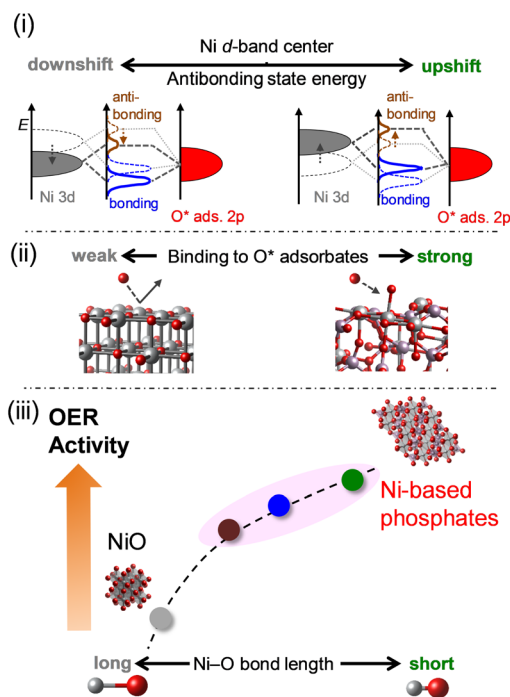 (i)
Ni d-band center
downshift
upshift
Antibonding state energy
E
anti-
bonding
Ni 3d
bonding
O* ads. 2p
anti-
bonding
E
Ni 3d
bonding
O* ads. 2p
(ii)
weak
Binding to O* adsorbates
strong
(iii)
OER
Activity
NiO
Ni-based
phosphates
long
Ni–O bond length
short